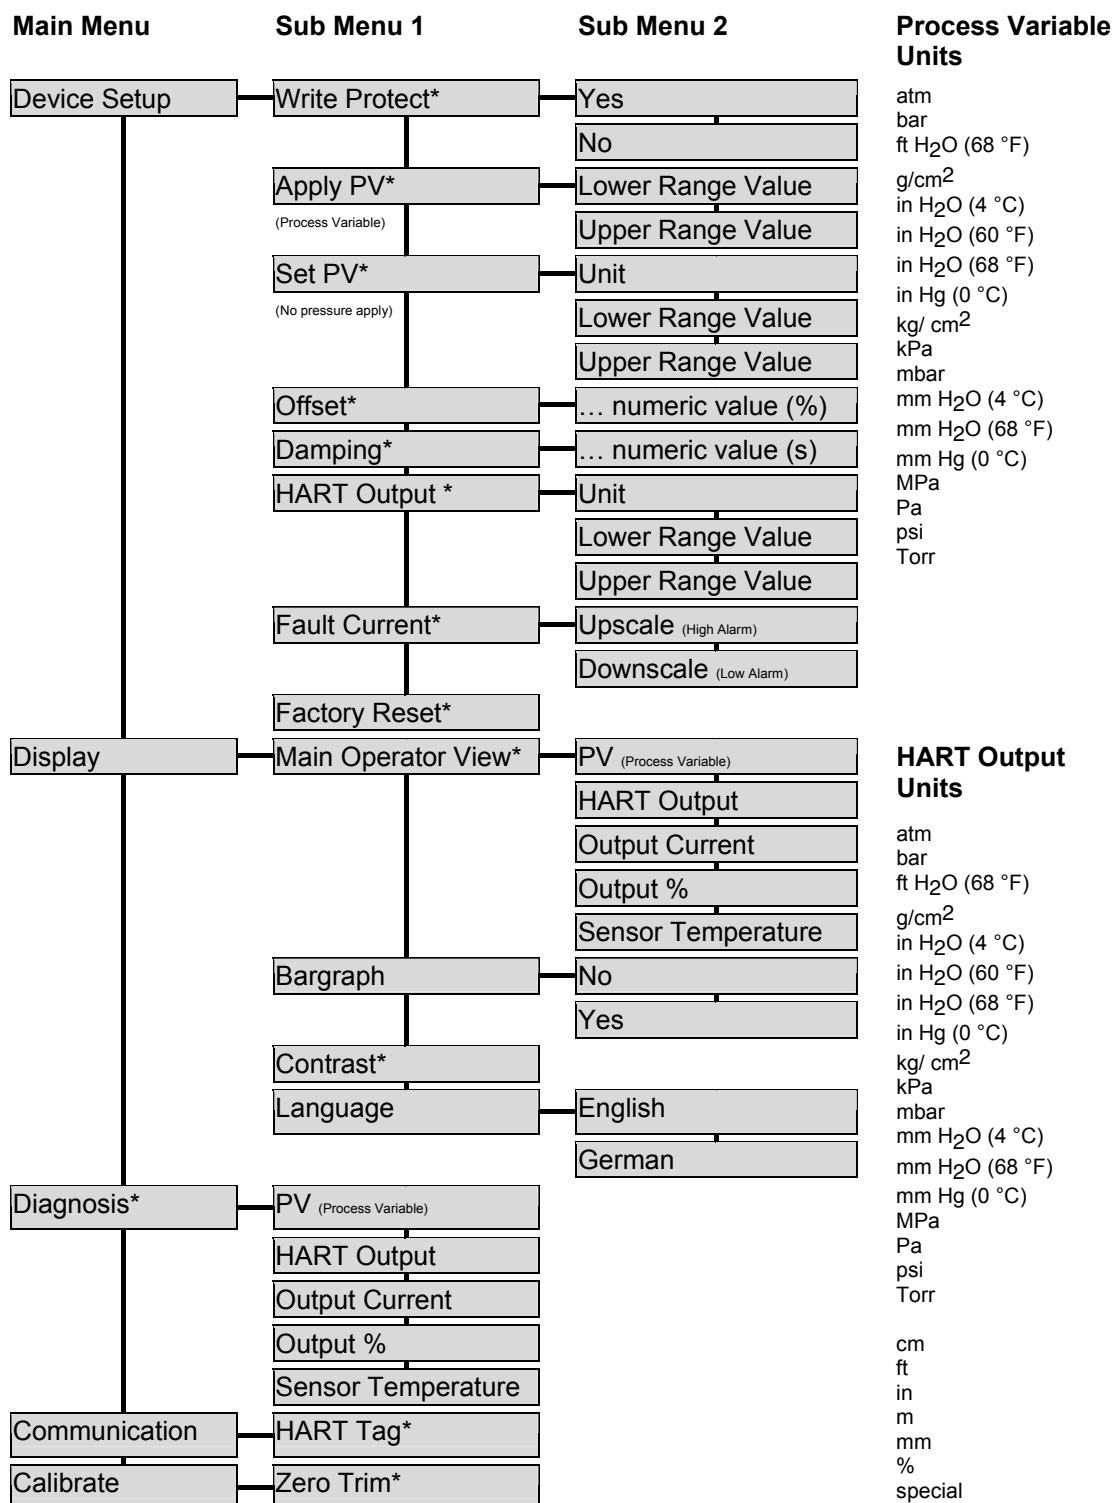 Main Menu Sub Menu 1 Sub Menu 2 Process Variable
Units
Device Setup Write Protect* Yes
No
Apply PV* Lower Range Value
(Process Variable) Upper Range Value
Set PV* Unit
(No pressure apply) Lower Range Value
Upper Range Value
Offset* … numeric value (%)
Damping* … numeric value (s)
HART Output * Unit
Lower Range Value
Upper Range Value
Fault Current* Upscale (High Alarm)
Downscale (Low Alarm)
Factory Reset*
atm
bar
ft H2O (68 °F)
g/cm2
in H2O (4 °C)
in H2O (60 °F)
in H2O (68 °F)
in Hg (0 °C)
kg/ cm2
kPa
mbar
mm H2O (4 °C)
mm H2O (68 °F)
mm Hg (0 °C)
MPa
Pa
psi
Torr
Display Main Operator View* PV (Process Variable)
HART Output
Output Current
Output %
Sensor Temperature
Bargraph No
Yes
Contrast*
Language English
German
Diagnosis* PV (Process Variable)
HART Output
Output Current
Output %
Sensor Temperature
Communication HART Tag*
Calibrate Zero Trim*
HART Output
Units
atm
bar
ft H2O (68 °F)
g/cm2
in H2O (4 °C)
in H2O (60 °F)
in H2O (68 °F)
in Hg (0 °C)
kg/ cm2
kPa
mbar
mm H2O (4 °C)
mm H2O (68 °F)
mm Hg (0 °C)
MPa
Pa
psi
Torr
cm
ft
in
m
mm
%
special